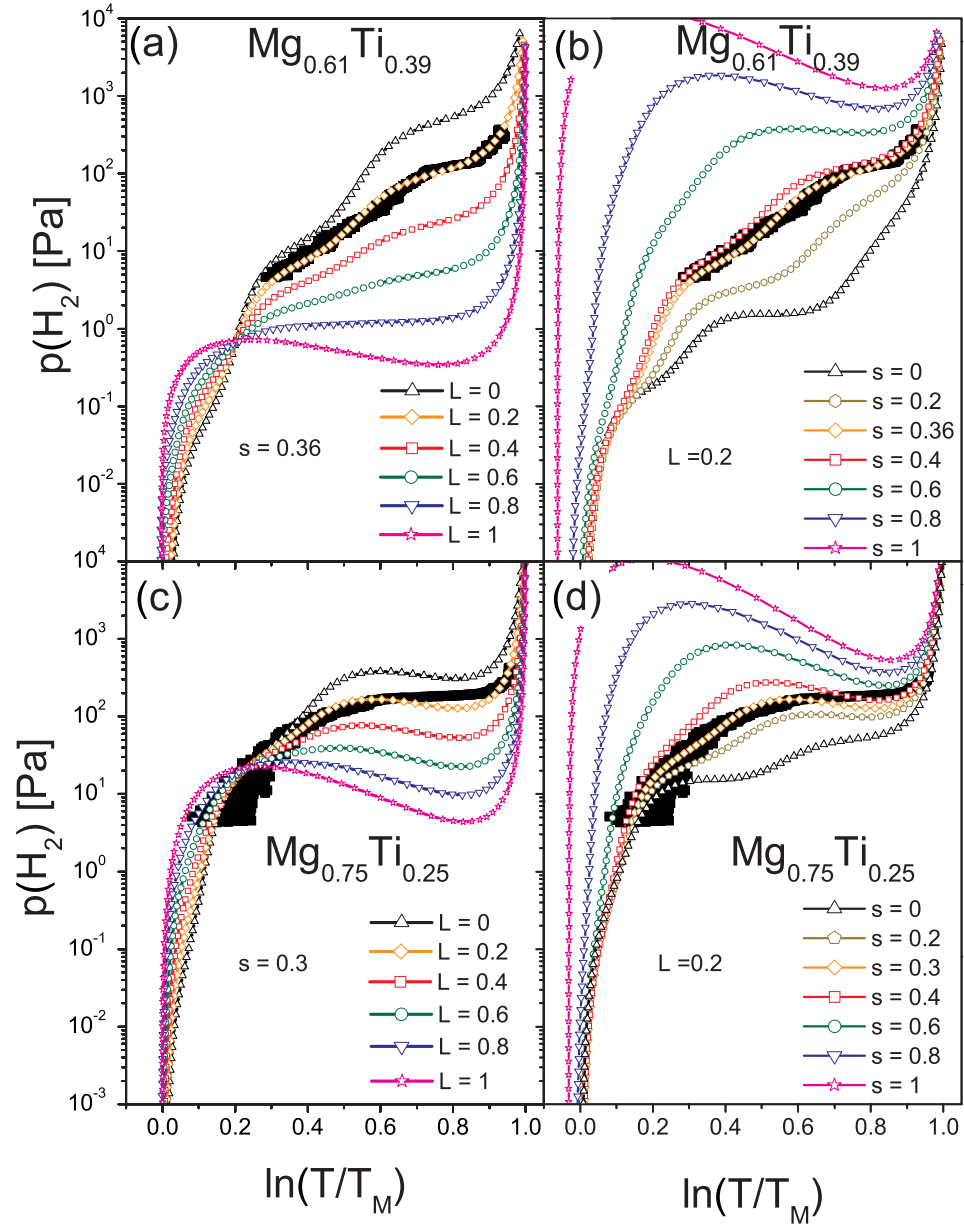 (a)
Mg0.61Ti0.39
p(H2) [Pa]
10^4
10^3
10^2
10^1
10^0
10^-1
10^-2
10^4
s = 0.36
L = 0
L = 0.2
L = 0.4
L = 0.6
L = 0.8
L = 1
(b)
Mg0.61Ti0.39
L =0.2
s = 0
s = 0.2
s = 0.36
s = 0.4
s = 0.6
s = 0.8
s = 1
(c)
p(H2) [Pa]
10^3
10^2
10^1
10^0
10^-1
10^-2
10^-3
Mg0.75Ti0.25
s = 0.3
L = 0
L = 0.2
L = 0.4
L = 0.6
L = 0.8
L = 1
0.0 0.2 0.4 0.6 0.8 1.0
ln(T/TM)
(d)
Mg0.75Ti0.25
L =0.2
s = 0
s = 0.2
s = 0.3
s = 0.4
s = 0.6
s = 0.8
s = 1
0.0 0.2 0.4 0.6 0.8 1.0
ln(T/TM)